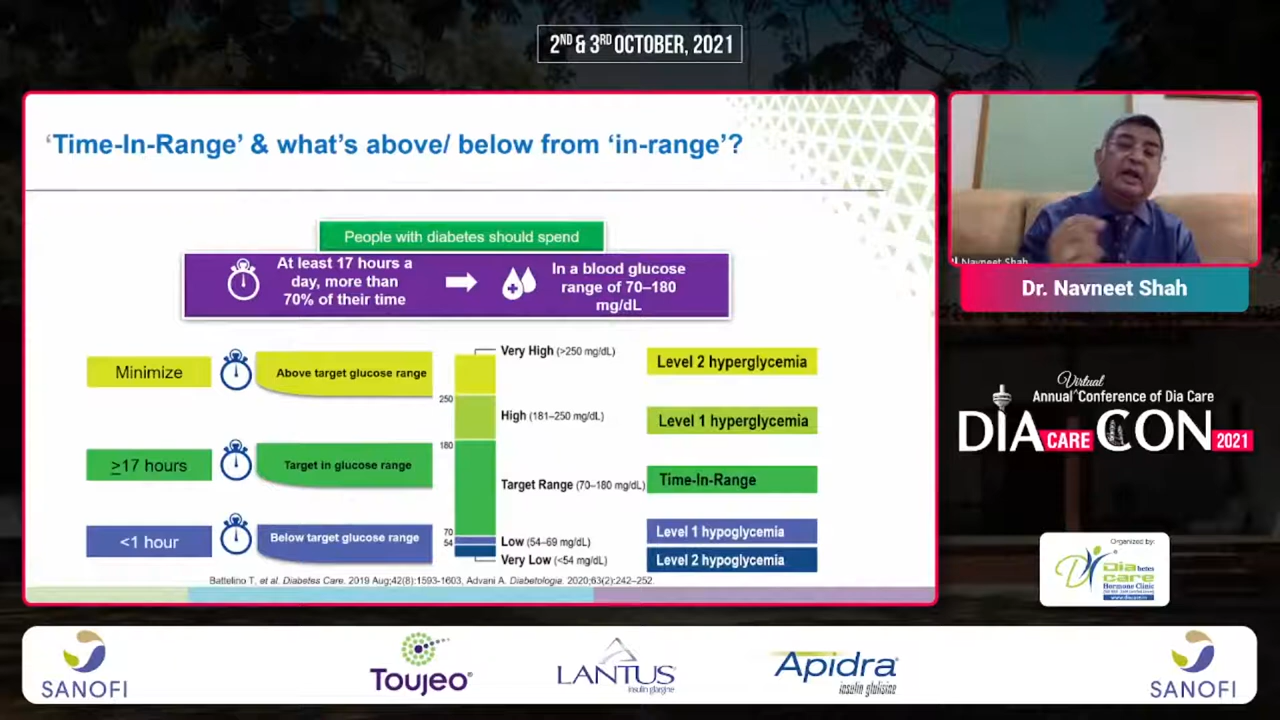 2ND & 3RD OCTOBER, 2021
‘Time-In-Range’ & what’s above/ below from ‘in-range’?
People with diabetes should spend
At least 17 hours a
day, more than
70% of their time
In a blood glucose
range of 70–180
mg/dL
Minimize
Above target glucose range
≥17 hours
Target in glucose range
<1 hour
Below target glucose range
250
180
70
54
Very High (>250 mg/dL)
High (181–250 mg/dL)
Target Range (70–180 mg/dL)
Low (54–69 mg/dL)
Very Low (<54 mg/dL)
Level 2 hyperglycemia
Level 1 hyperglycemia
Time-In-Range
Level 1 hypoglycemia
Level 2 hypoglycemia
Battelino T, et al. Diabetes Care. 2019 Aug;42(8):1593-1603, Advani A. Diabetologia. 2020;63(2):242–252.
Navneet Shah
Dr. Navneet Shah
Virtual
Annual ^ Conference of Dia Care
DIA CARE CON 2021
Organized by:
Diabetes
care
Hormone Clinic
SANOFI
Toujeo®
LANTUS®
insulin glargine
Apidra®
insulin glulisine
SANOFI